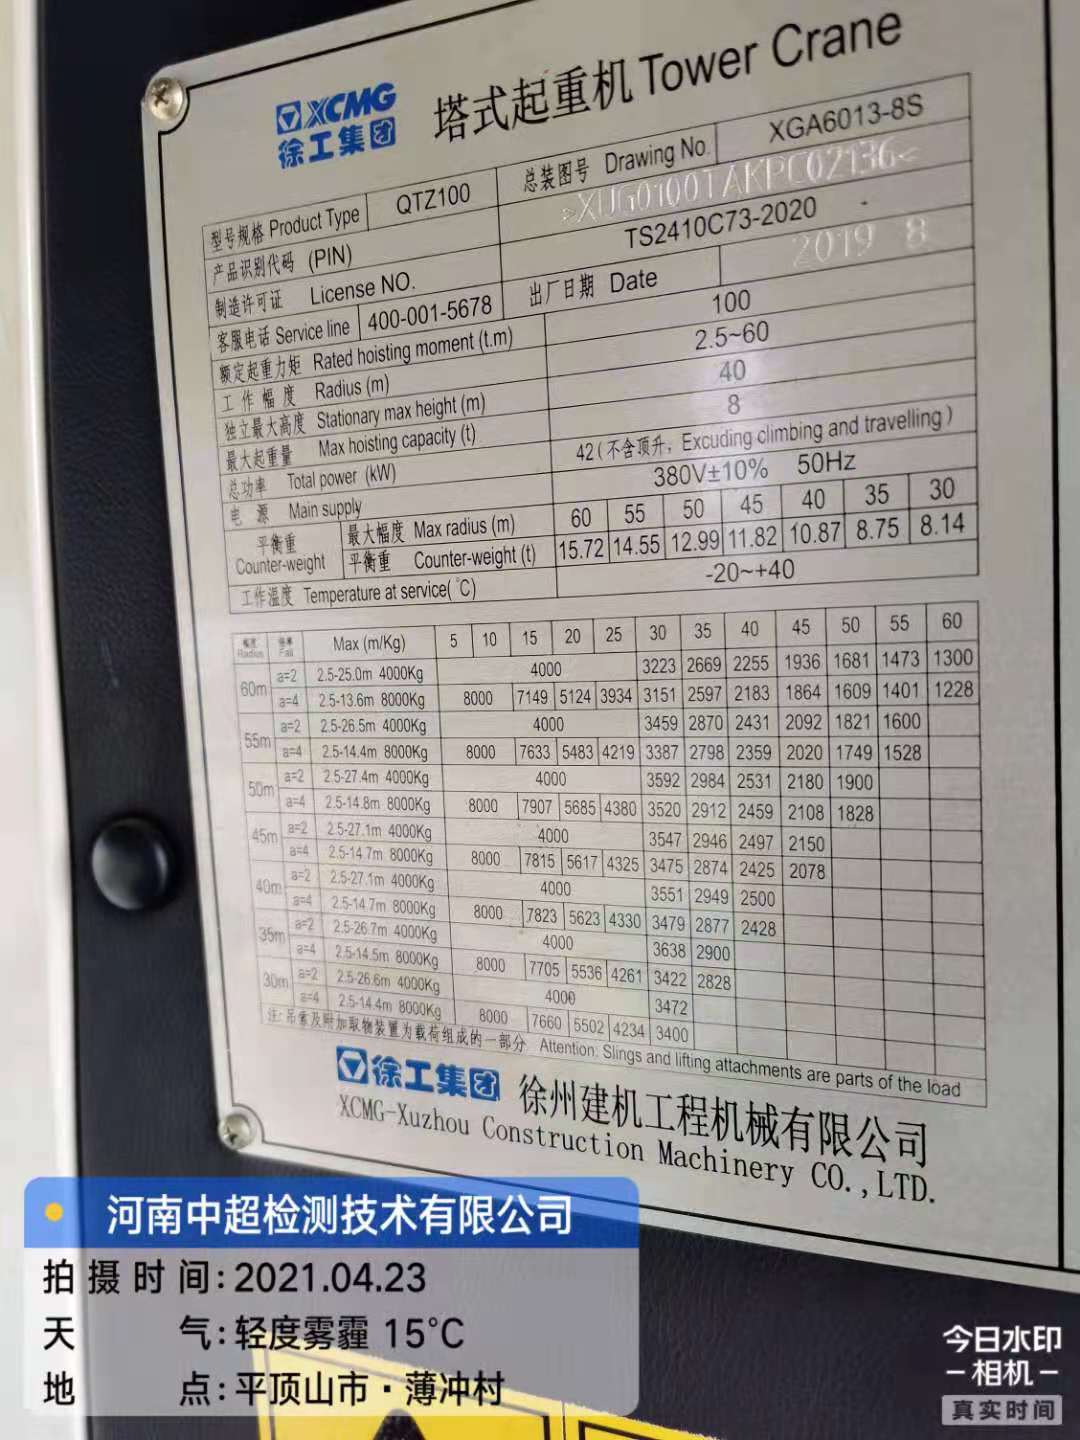 XCMG
徐工集团
塔式起重机 Tower Crane
型号规格 Product Type QTZ100 总装图号 Drawing No. XGA6013-8S
产品识别代码 (PIN) >XUG0100TAKPC02136<
制造许可证 License NO. TS2410C73-2020
客服电话 Service line 400-001-5678 出厂日期 Date 2019 8
额定起重力矩 Rated hoisting moment (t.m) 100
工作幅度 Radius (m) 2.5~60
独立最大高度 Stationary max height (m) 40
最大起重量 Max hoisting capacity (t) 8
总功率 Total power (kW) 42(不含顶升, Excuding climbing and travelling)
电源 Main supply 380V±10% 50Hz
平衡重 Counter-weight 最大幅度 Max radius (m) 60 55 50 45 40 35 30
平衡重 Counter-weight (t) 15.72 14.55 12.99 11.82 10.87 8.75 8.14
工作温度 Temperature at service(℃) -20~+40
幅度 Radius 倍率 Fall Max (m/Kg) 5 10 15 20 25 30 35 40 45 50 55 60
60m a=2 2.5-25.0m 4000Kg 4000 3223 2669 2255 1936 1681 1473 1300
a=4 2.5-13.6m 8000Kg 8000 7149 5124 3934 3151 2597 2183 1864 1609 1401 1228
55m a=2 2.5-26.5m 4000Kg 4000 3459 2870 2431 2092 1821 1600
a=4 2.5-14.4m 8000Kg 8000 7633 5483 4219 3387 2798 2359 2020 1749 1528
50m a=2 2.5-27.4m 4000Kg 4000 3592 2984 2531 2180 1900
a=4 2.5-14.8m 8000Kg 8000 7907 5685 4380 3520 2912 2459 2108 1828
45m a=2 2.5-27.1m 4000Kg 4000 3547 2946 2497 2150
a=4 2.5-14.7m 8000Kg 8000 7815 5617 4325 3475 2874 2425 2078
40m a=2 2.5-27.1m 4000Kg 4000 3551 2949 2500
a=4 2.5-14.7m 8000Kg 8000 7823 5623 4330 3479 2877 2428
35m a=2 2.5-26.7m 4000Kg 4000 3638 2900
a=4 2.5-14.5m 8000Kg 8000 7705 5536 4261 3422 2828
30m a=2 2.5-26.6m 4000Kg 4000 3472
a=4 2.5-14.4m 8000Kg 8000 7660 5502 4234 3400
注: 吊索及附加取物装置为载荷组成的一部分 Attention: Slings and lifting attachments are parts of the load
徐工集团 徐州建机工程机械有限公司
XCMG-Xuzhou Construction Machinery CO.,LTD.
河南中超检测技术有限公司
拍摄时间: 2021.04.23
天气: 轻度雾霾 15℃
地点: 平顶山市·薄冲村
今日水印
-相机-
真实时间